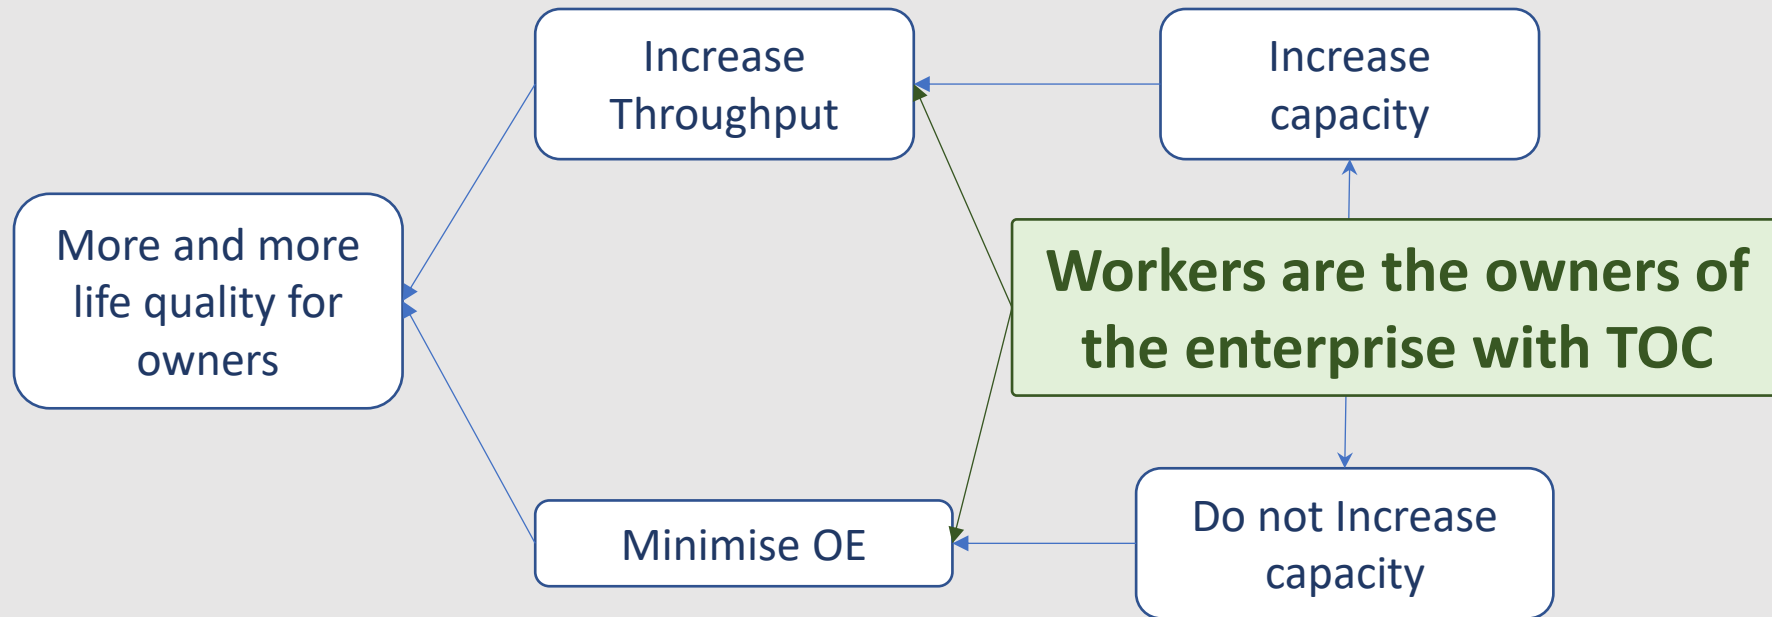 Increase
Throughput
Increase
capacity
More and more
life quality for
owners
Workers are the owners of
the enterprise with TOC
Minimise OE
Do not Increase
capacity